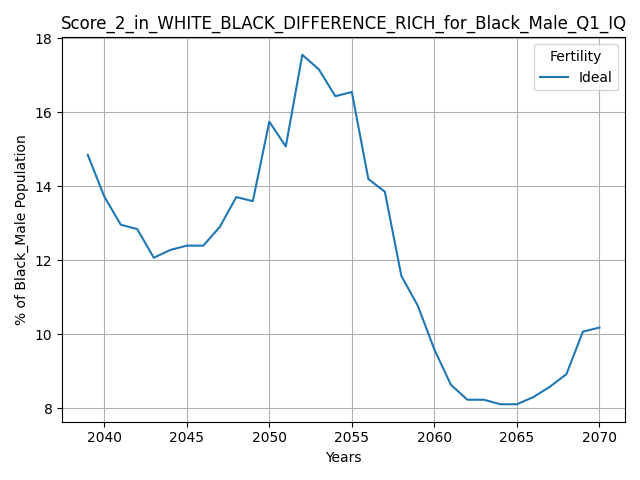 Score_2_in_WHITE_BLACK_DIFFERENCE_RICH_for_Black_Male_Q1_IQ
Fertility
Ideal
% of Black_Male Population
18
16
14
12
10
8
2040 2045 2050 2055 2060 2065 2070
Years